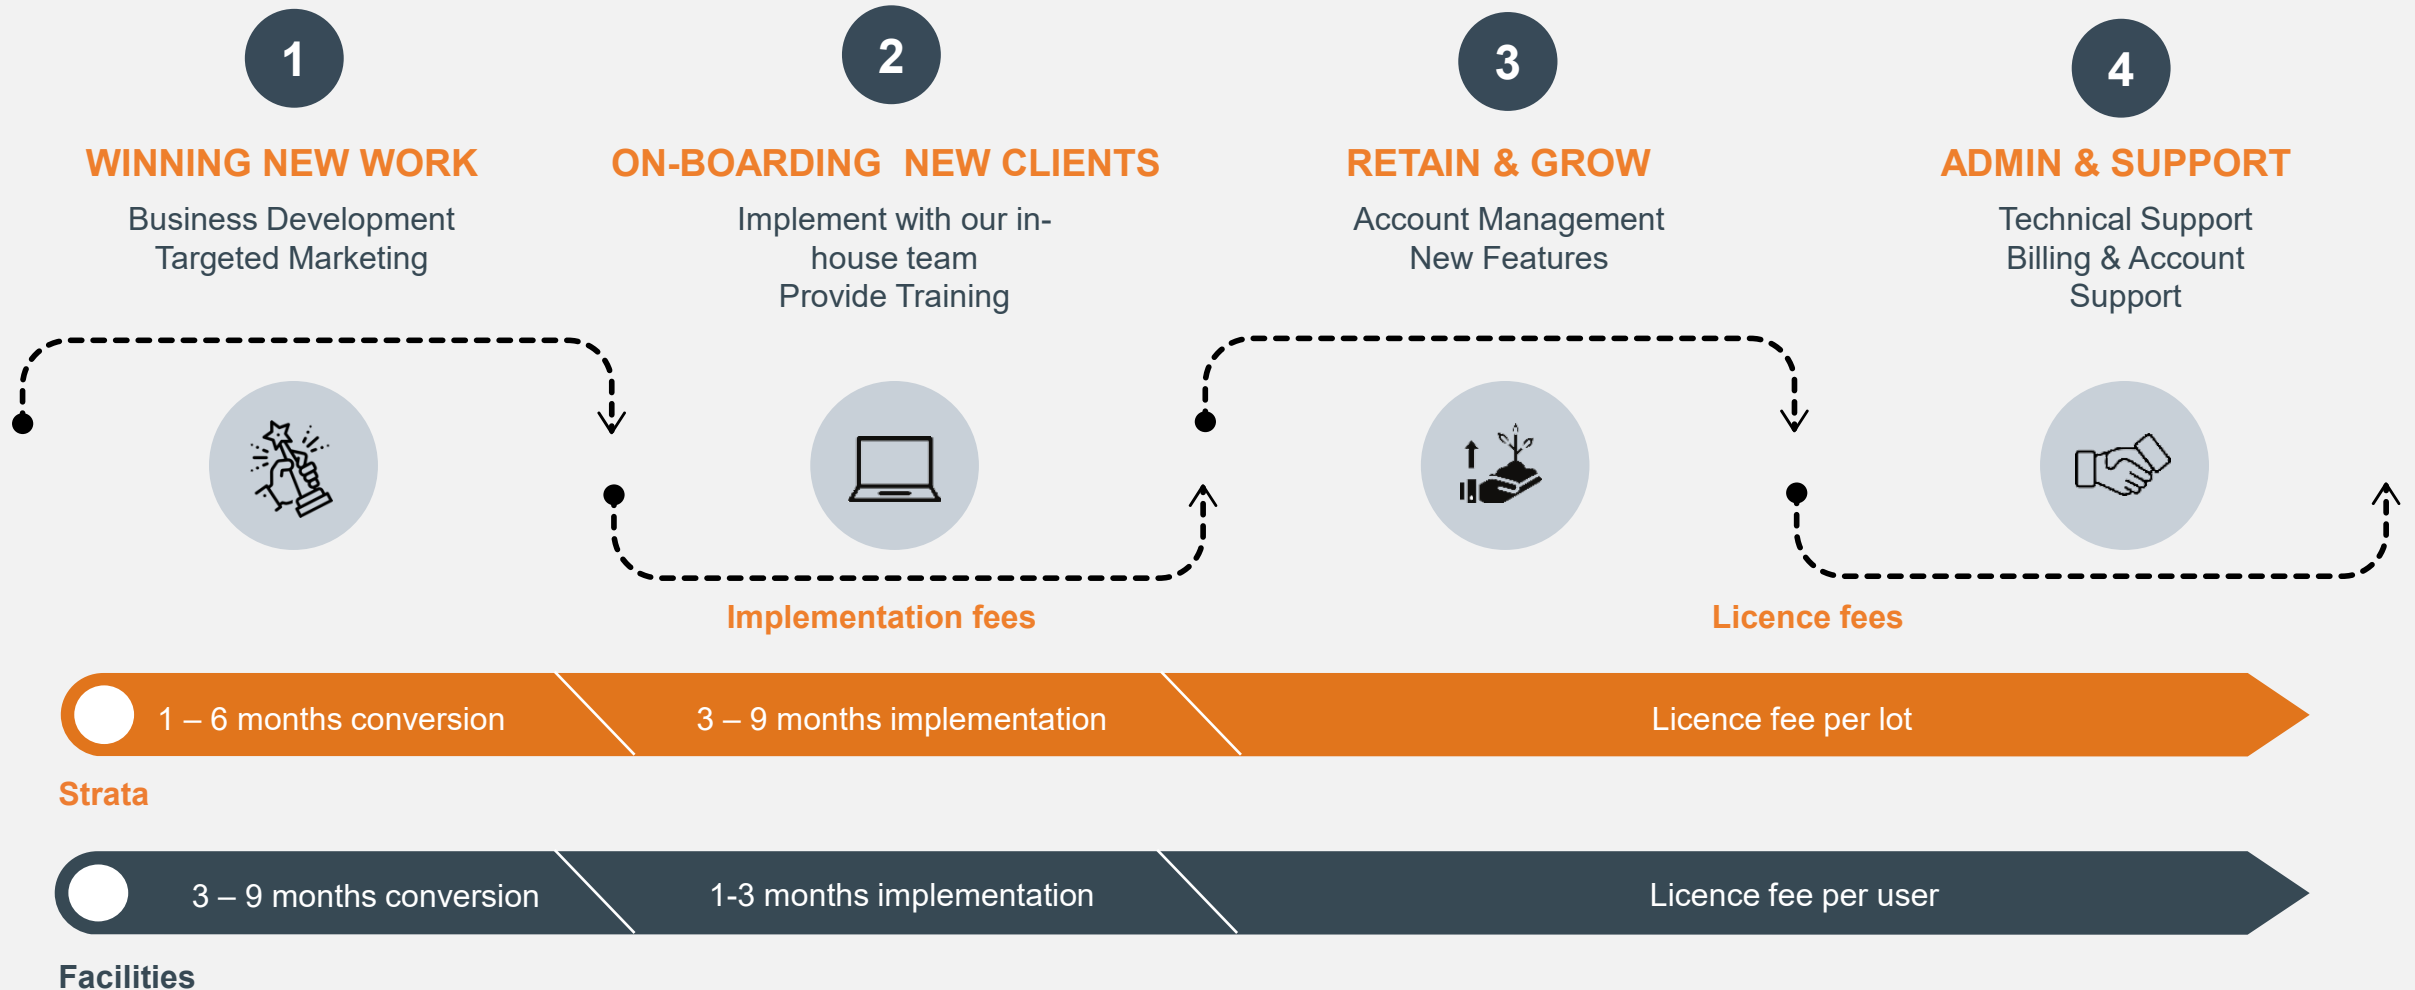 1
WINNING NEW WORK
Business Development
Targeted Marketing
2
ON-BOARDING  NEW CLIENTS
Implement with our in-
house team
Provide Training
3
RETAIN & GROW
Account Management
New Features
4
ADMIN & SUPPORT
Technical Support
Billing & Account
Support
Implementation fees
Licence fees
1 – 6 months conversion
3 – 9 months implementation
Licence fee per lot
Strata
3 – 9 months conversion
1-3 months implementation
Licence fee per user
Facilities